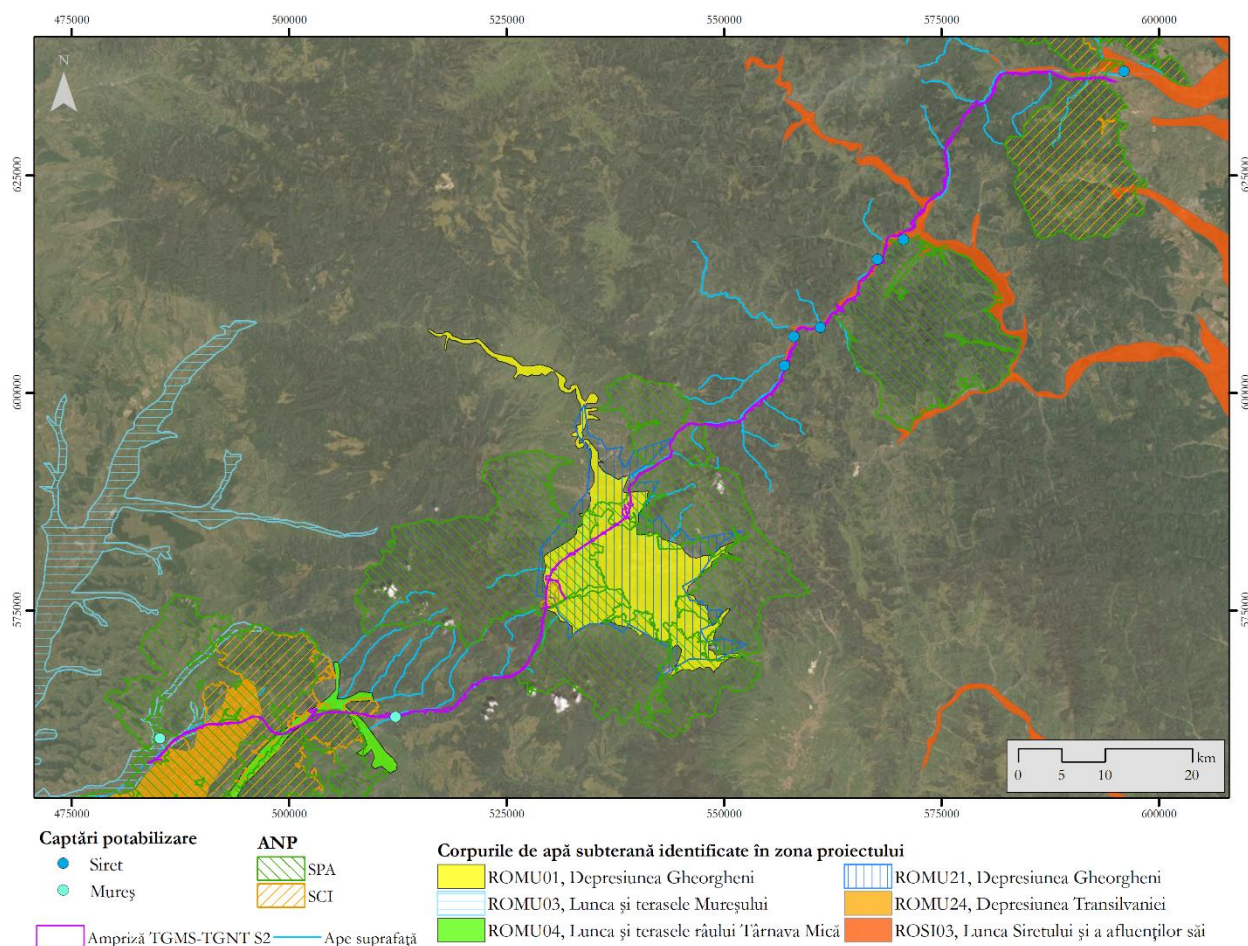 475000 500000 525000 550000 575000 600000
N
625000 625000
600000 600000
575000 575000
km
0 5 10 20
475000 500000 525000 550000 575000 600000
Captări potabilizare
Siret
Mureș
Ampriză TGMS-TGNT S2
Ape suprafață
ANP
SPA
SCI
Corpurile de apă subterană identificate în zona proiectului
ROMU01, Depresiunea Gheorgheni
ROMU03, Lunca și terasele Mureșului
ROMU04, Lunca și terasele râului Târnava Mică
ROMU21, Depresiunea Gheorgheni
ROMU24, Depresiunea Transilvaniei
ROSI03, Lunca Siretului și a afluenților săi